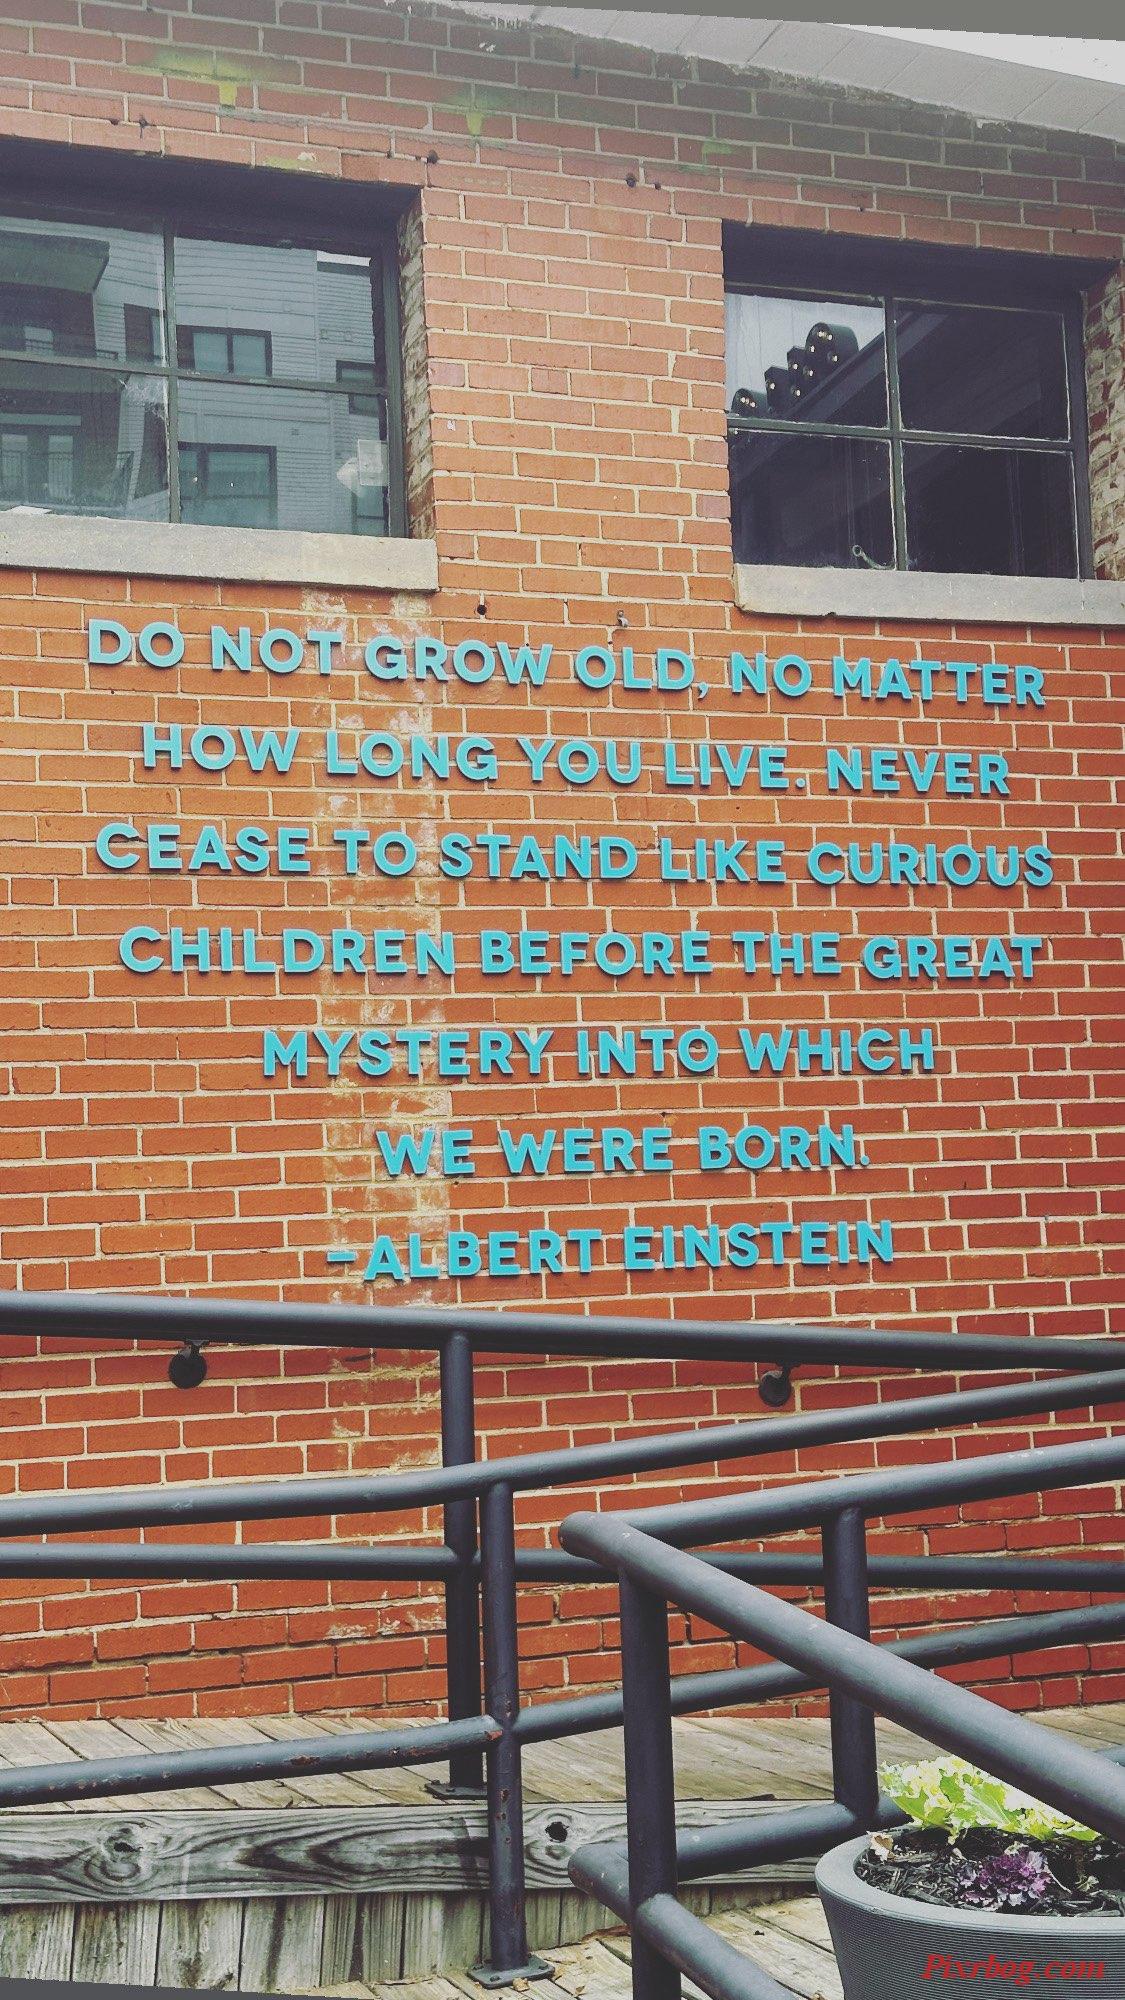 DO NOT GROW OLD, NO MATTER
HOW LONG YOU LIVE. NEVER
CEASE TO STAND LIKE CURIOUS
CHILDREN BEFORE THE GREAT
MYSTERY INTO WHICH
WE WERE BORN.
-ALBERT EINSTEIN
Pixrbog.com